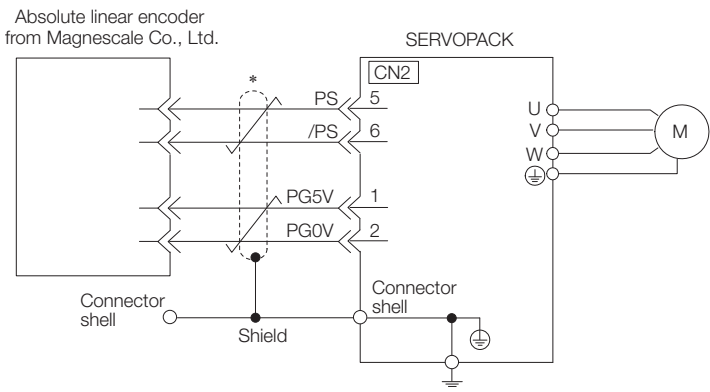 Absolute linear encoder
from Magnescale Co., Ltd.
SERVOPACK
CN2
*
PS 5
/PS 6
PG5V 1
PG0V 2
U
V
W
M
Connector
shell
Shield
Connector
shell